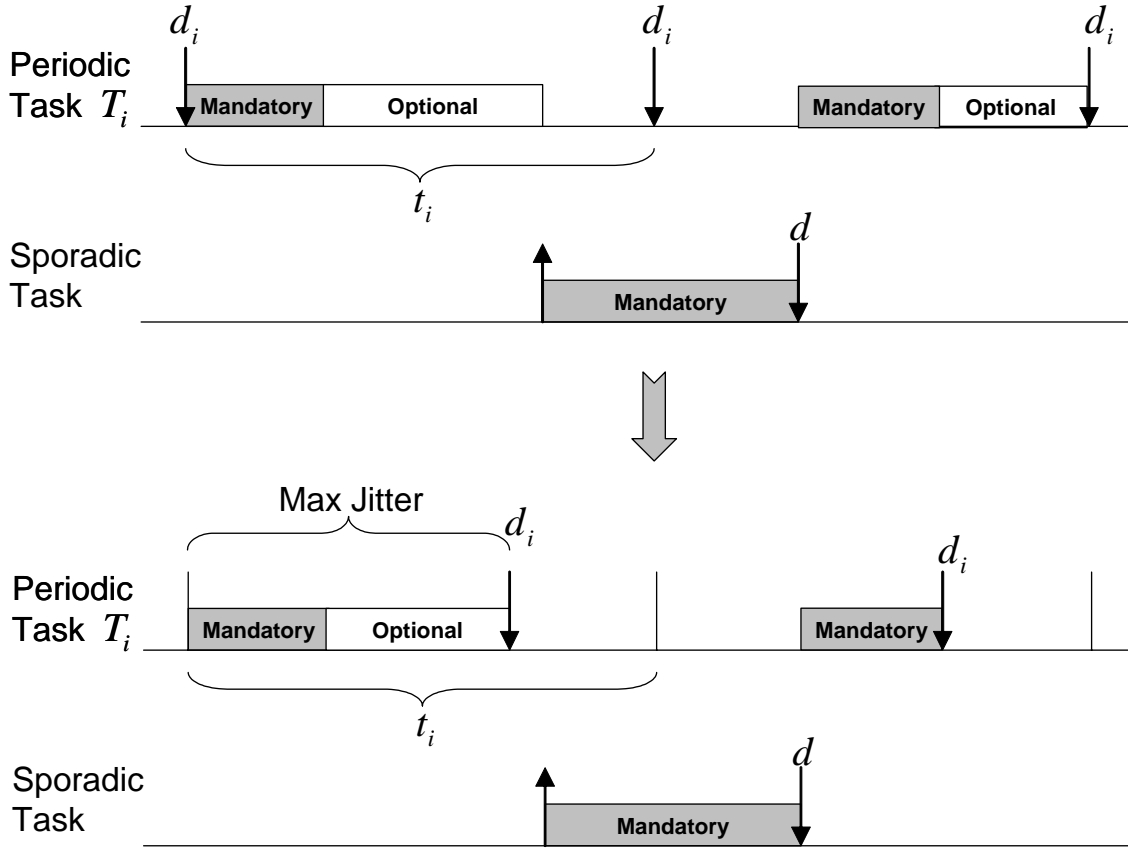 d_i
d_i
d_i
Periodic
Task T_i
Mandatory
Optional
Mandatory
Optional
t_i
Sporadic
Task
d
Mandatory
Max Jitter
d_i
d_i
Periodic
Task T_i
Mandatory
Optional
Mandatory
t_i
Sporadic
Task
d
Mandatory